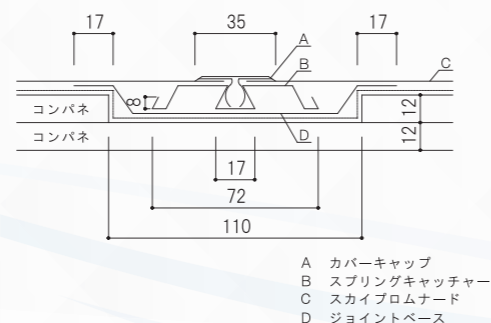 17 35 17
A
B
C
コンパネ 8 12
コンパネ D 12
17
72
110
A カバーキャップ
B スプリングキャッチャー
C スカイプロムナード
D ジョイントベース